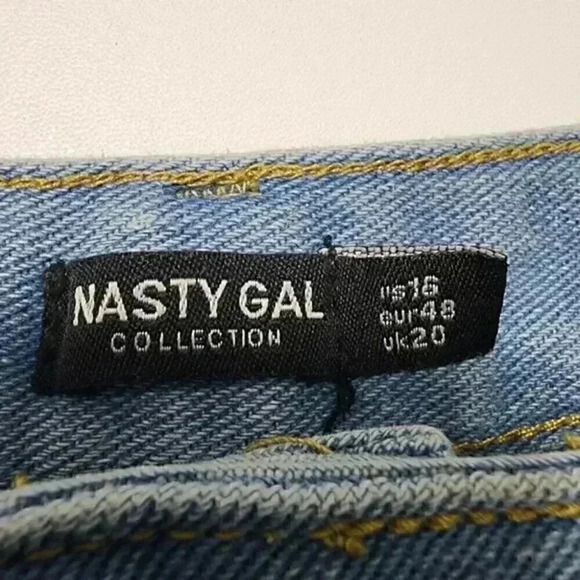 NASTY GAL
COLLECTION
us16
eur48
uk20